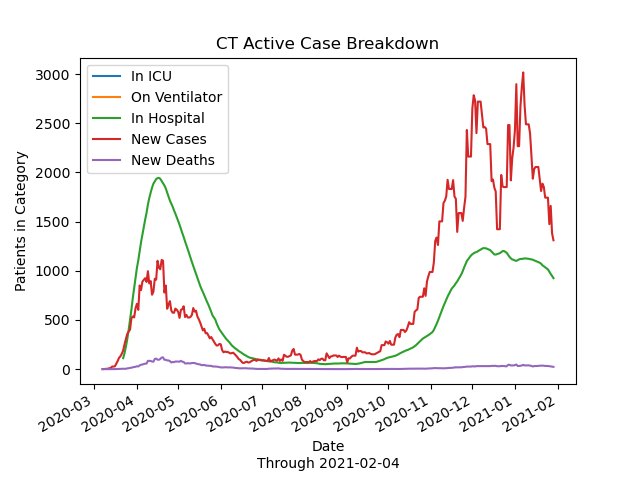 CT Active Case Breakdown
In ICU
On Ventilator
In Hospital
New Cases
New Deaths
Patients in Category
3000
2500
2000
1500
1000
500
0
2020-03
2020-04
2020-05
2020-06
2020-07
2020-08
2020-09
2020-10
2020-11
2020-12
2021-01
2021-02
Date
Through 2021-02-04